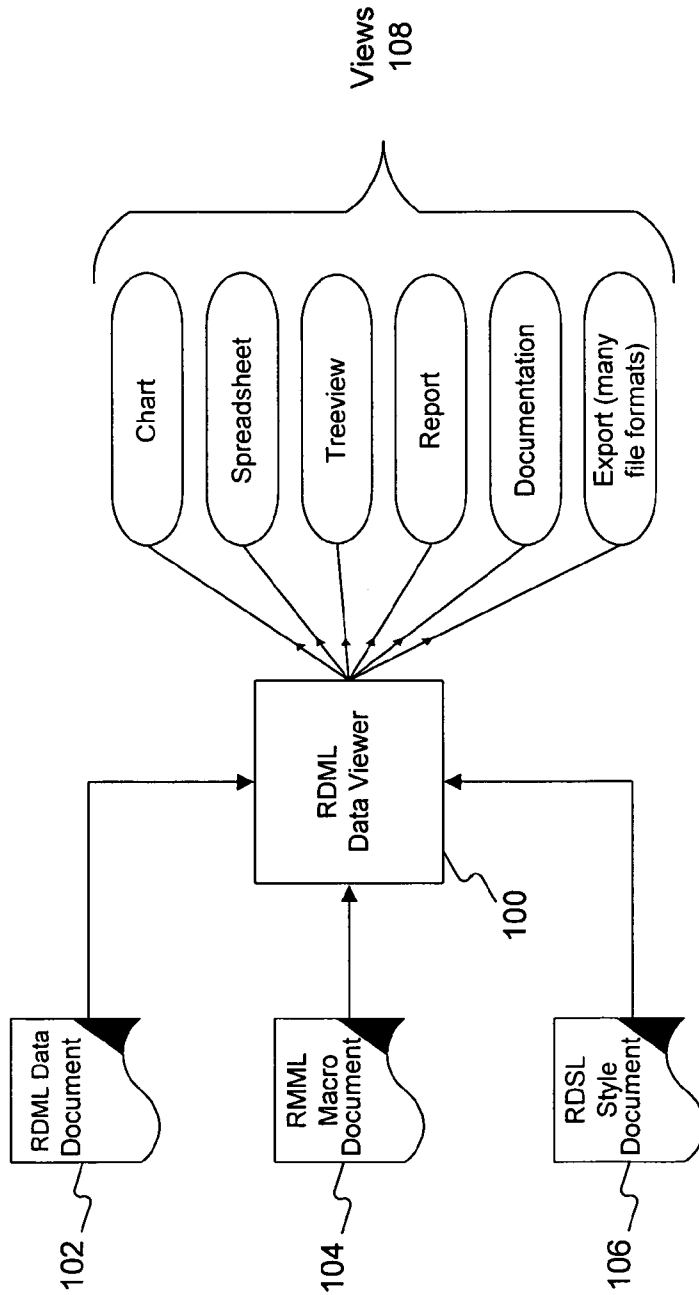 102
RDML Data
Document
104
RMML
Macro
Document
106
RDSL
Style
Document
RDML
Data Viewer
100
Chart
Spreadsheet
Treeview
Report
Documentation
Export (many
file formats)
Views
108